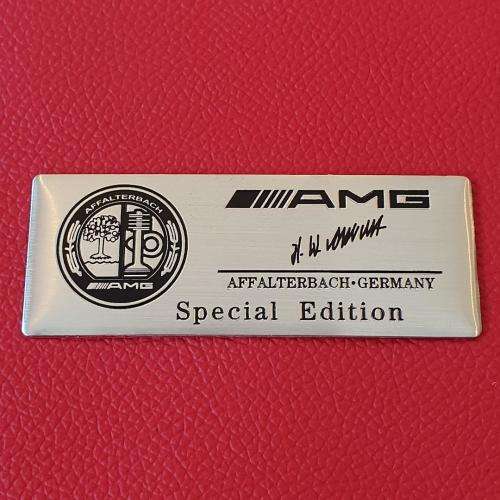 AFFALTERBACH
AMG
AMG
AFFALTERBACH•GERMANY
Special Edition